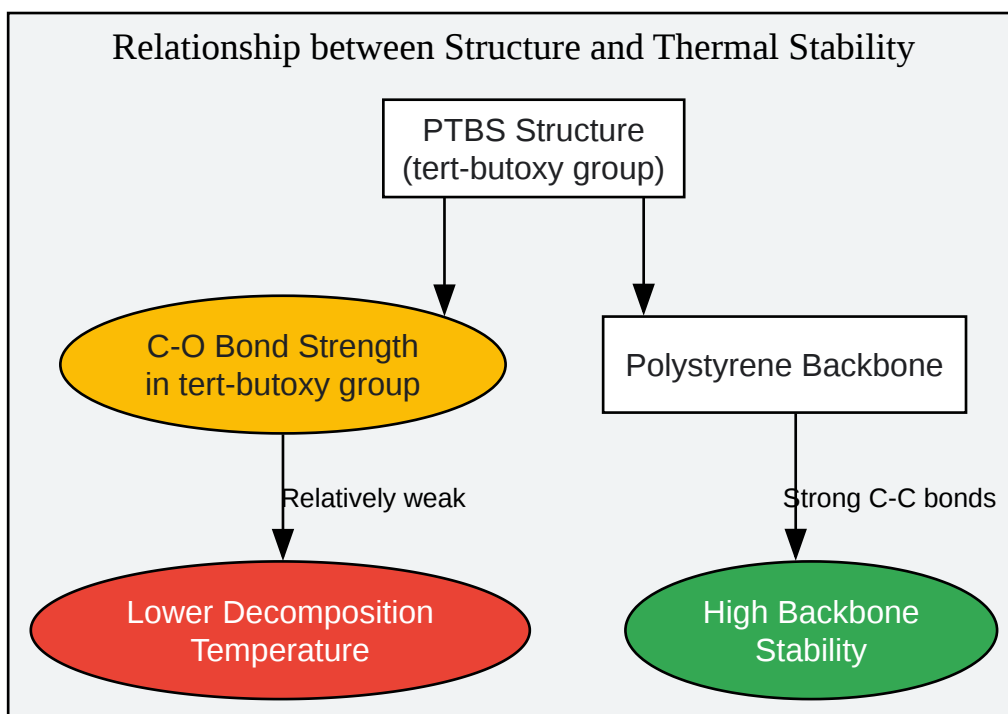 Relationship between Structure and Thermal Stability
PTBS Structure
(tert-butoxy group)
C-O Bond Strength
in tert-butoxy group
Polystyrene Backbone
Relatively weak
Strong C-C bonds
Lower Decomposition
Temperature
High Backbone
Stability